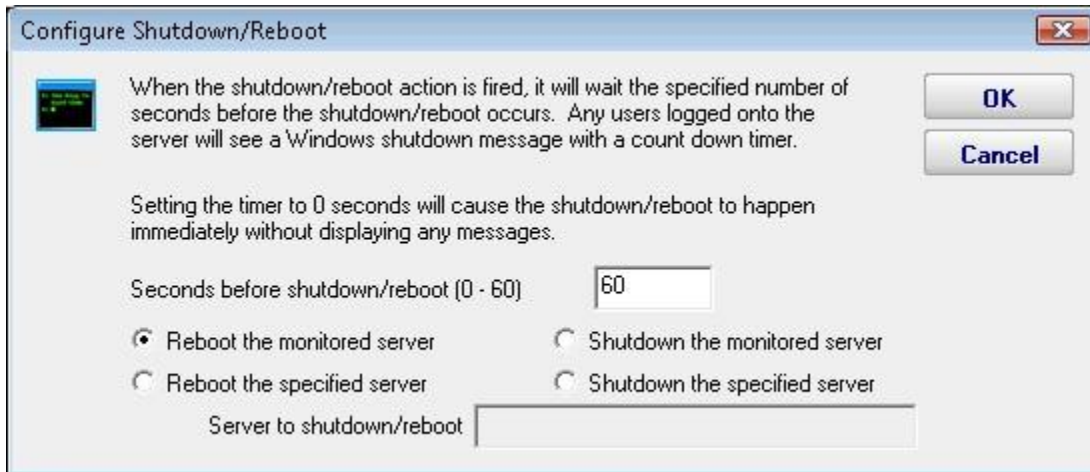 Configure Shutdown/Reboot
When the shutdown/reboot action is fired, it will wait the specified number of
seconds before the shutdown/reboot occurs. Any users logged onto the
server will see a Windows shutdown message with a count down timer.
OK
Cancel
Setting the timer to 0 seconds will cause the shutdown/reboot to happen
immediately without displaying any messages.
Seconds before shutdown/reboot (0 - 60) 60
Reboot the monitored server Shutdown the monitored server
Reboot the specified server Shutdown the specified server
Server to shutdown/reboot